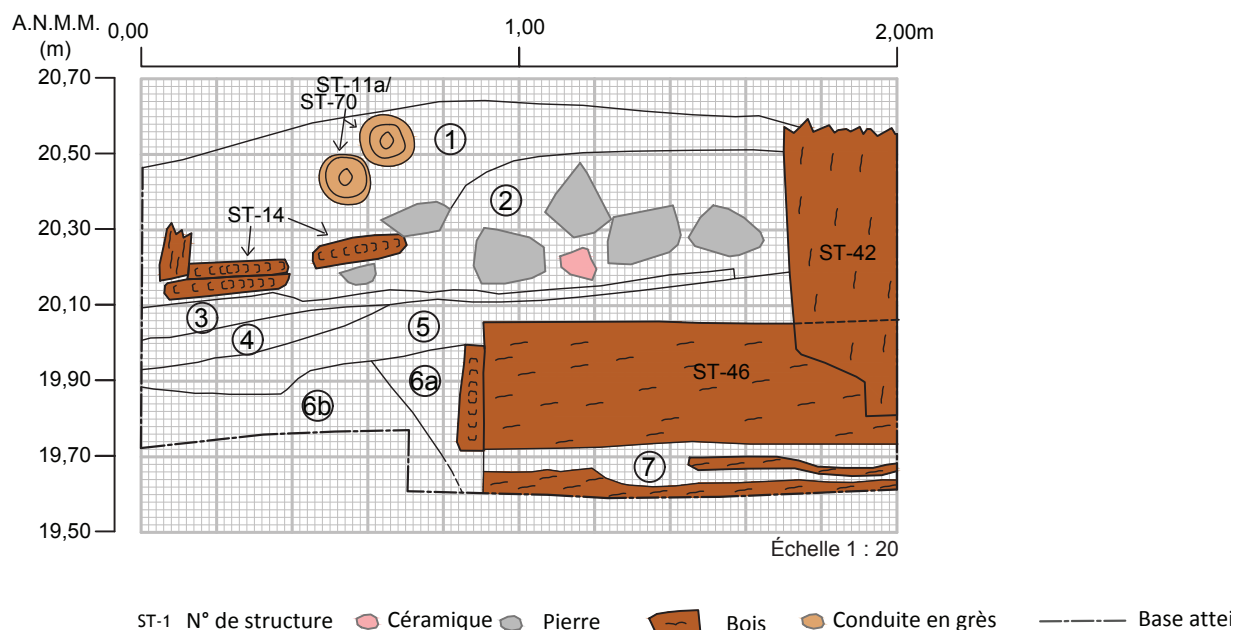 A.N.M.M.
(m)
0,00 1,00 2,00m
20,70
20,50
20,30
20,10
19,90
19,70
19,50
ST-11a/
ST-70
1
2
ST-14
ST-42
3
4
5
6a
6b
ST-46
7
Échelle 1 : 20
ST-1 N° de structure Céramique Pierre Bois Conduite en grès Base attei